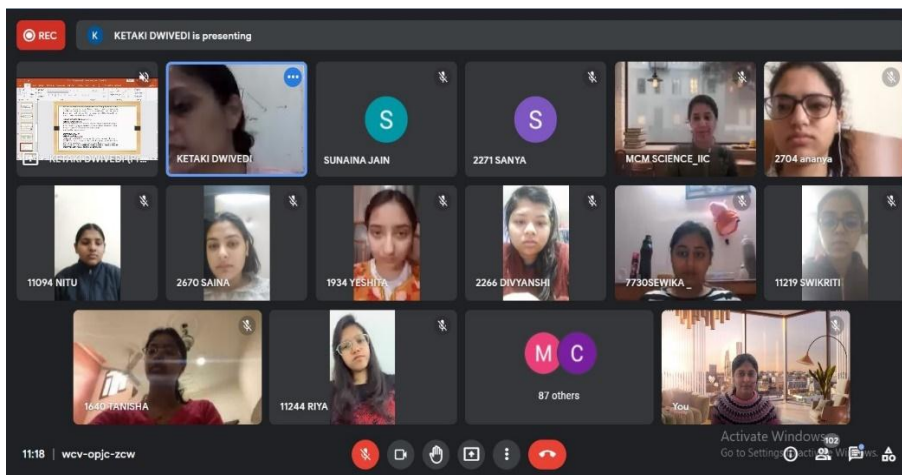 REC
K KETAKI DWIVEDI is presenting
KETAKI DWIVEDI
S
SUNAINA JAIN
S
2271 SANYA
MCM SCIENCE_IIC
2704 ananya
11094 NITU
2670 SAINA
1934 YESHITA
2266 DIVYANSHI
7730SEWIKA_
11219 SWIKRITI
1640 TANISHA
11244 RIYA
M C
87 others
You
Activate Windows
Go to Settings
11:18 | wcv-opjc-zcw
102